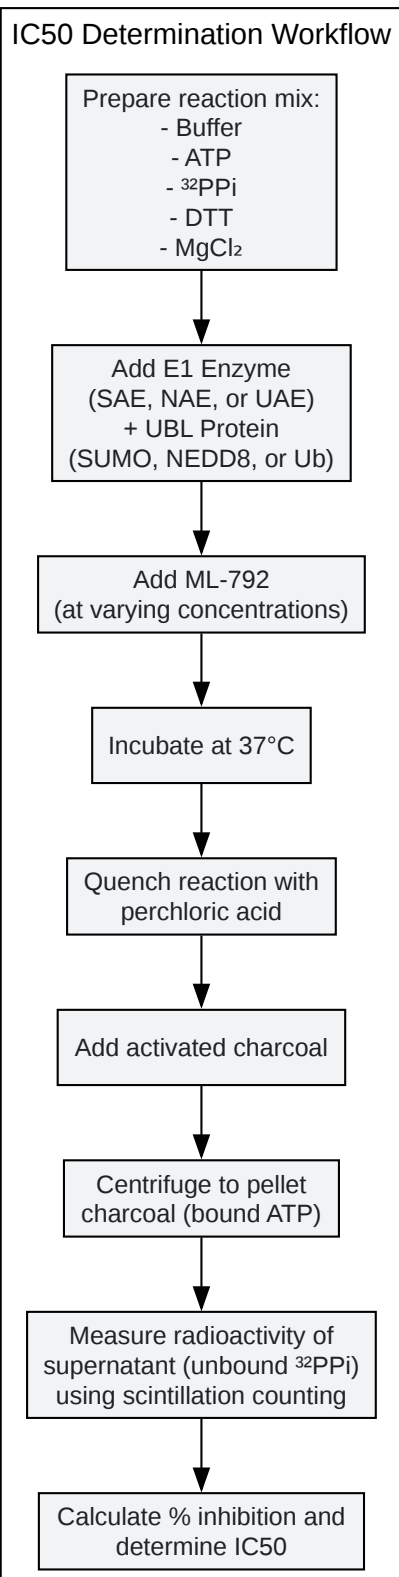 IC50 Determination Workflow
Prepare reaction mix:
- Buffer
- ATP
- ³²PPi
- DTT
- MgCl₂
Add E1 Enzyme
(SAE, NAE, or UAE)
+ UBL Protein
(SUMO, NEDD8, or Ub)
Add ML-792
(at varying concentrations)
Incubate at 37°C
Quench reaction with
perchloric acid
Add activated charcoal
Centrifuge to pellet
charcoal (bound ATP)
Measure radioactivity of
supernatant (unbound ³²PPi)
using scintillation counting
Calculate % inhibition and
determine IC50